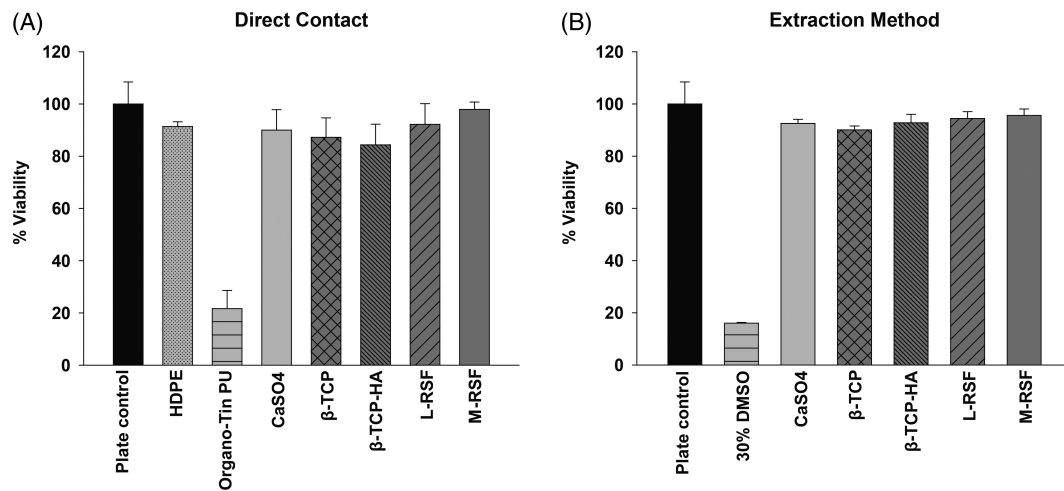 (A)
Direct Contact
% Viability
120
100
80
60
40
20
0
Plate control
HDPE
Organo-Tin PU
CaSO4
β-TCP
β-TCP-HA
L-RSF
M-RSF
(B)
Extraction Method
% Viability
120
100
80
60
40
20
0
Plate control
30% DMSO
CaSO4
β-TCP
β-TCP-HA
L-RSF
M-RSF